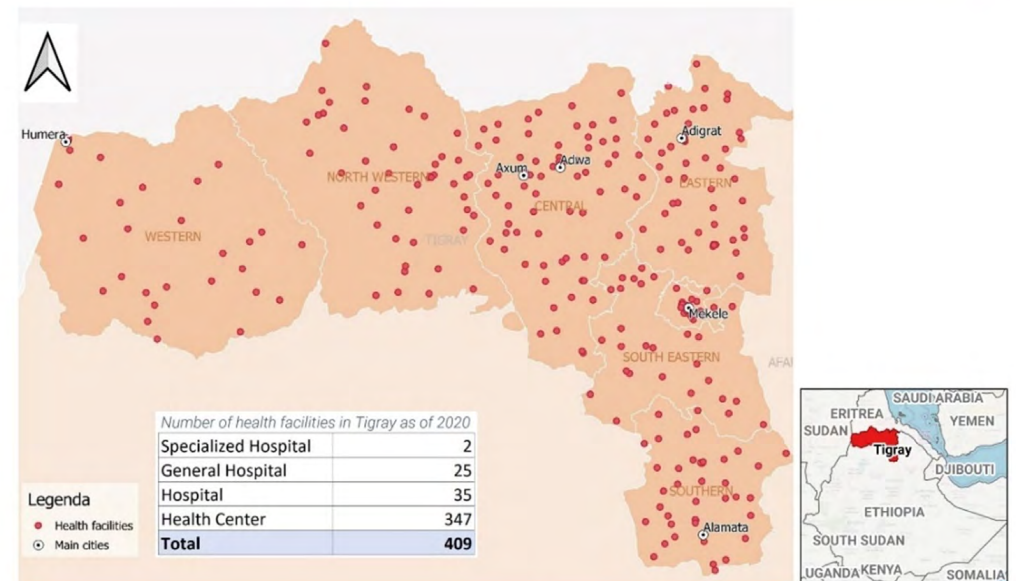 Humera
Adigrat
Axum
Adwa
NORTH WESTERN
EASTERN
CENTRAL
WESTERN
TIGRAY
Mekele
SOUTH EASTERN
AFA
SOUTHERN
Alamata
Number of health facilities in Tigray as of 2020
Specialized Hospital 2
General Hospital 25
Hospital 35
Health Center 347
Total 409
Legenda
Health facilities
Main cities
SAUDI ARABIA
ERITREA
YEMEN
SUDAN
Tigray
DJIBOUTI
ETHIOPIA
SOUTH SUDAN
UGANDA KENYA SOMALIA